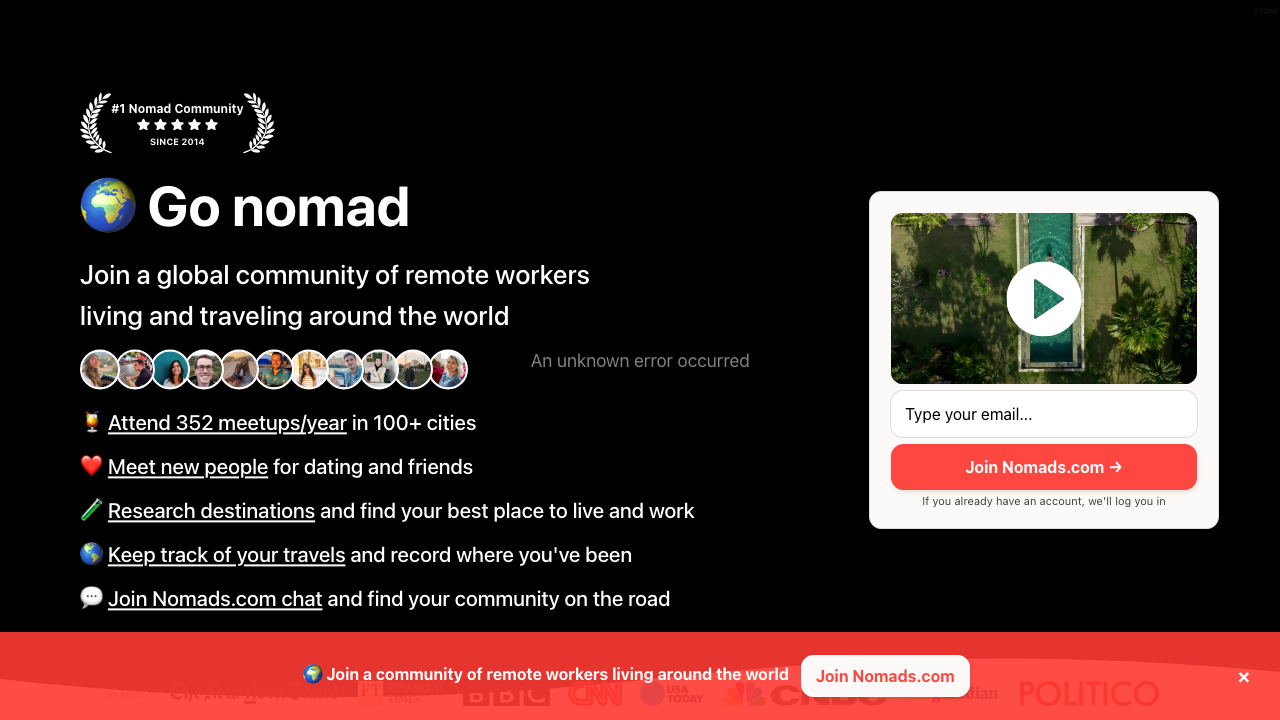 #1 Nomad Community
SINCE 2014
Go nomad
Join a global community of remote workers
living and traveling around the world
An unknown error occurred
Attend 352 meetups/year in 100+ cities
Meet new people for dating and friends
Research destinations and find your best place to live and work
Keep track of your travels and record where you've been
Join Nomads.com chat and find your community on the road
Type your email...
Join Nomads.com →
If you already have an account, we'll log you in
Join a community of remote workers living around the world
Join Nomads.com
×
FT
TIMES
BBC
CNN
USA
TODAY
CNBC
POLITICO